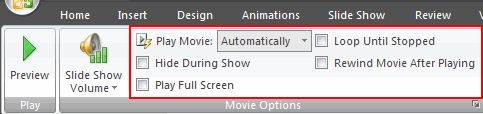 Home Insert Design Animations Slide Show Review
Preview
Play
Slide Show
Volume
Play Movie: Automatically
Hide During Show
Play Full Screen
Loop Until Stopped
Rewind Movie After Playing
Movie Options